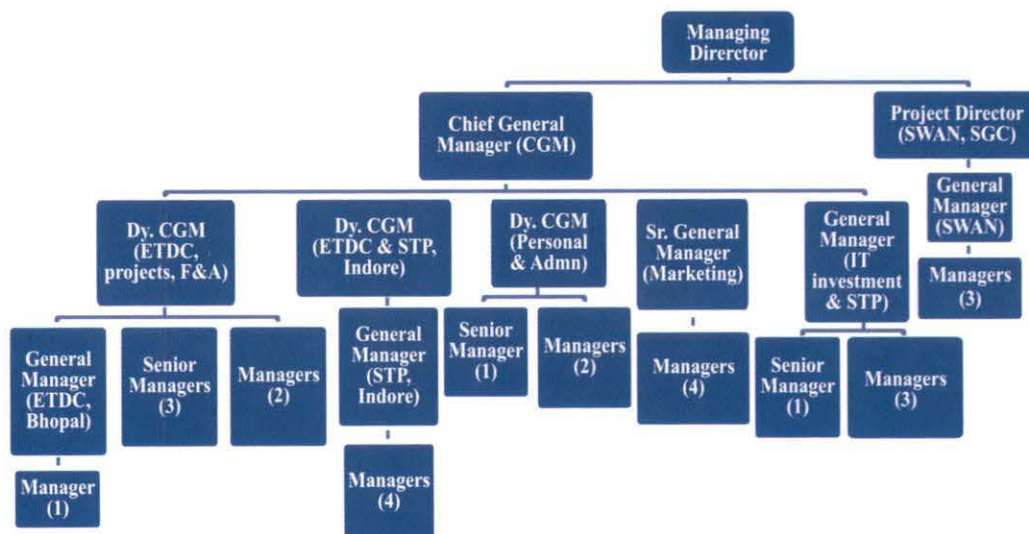 Managing
Direrctor
Chief General
Manager (CGM)
Project Director
(SWAN, SGC)
General
Manager
(SWAN)
Managers
(3)
Dy. CGM
(ETDC,
projects, F&A)
Dy. CGM
(ETDC & STP,
Indore)
Dy. CGM
(Personal
& Admn)
Sr. General
Manager
(Marketing)
General
Manager
(IT
investment
& STP)
General
Manager
(ETDC,
Bhopal)
Senior
Managers
(3)
Managers
(2)
General
Manager
(STP,
Indore)
Senior
Manager
(1)
Managers
(2)
Managers
(4)
Senior
Manager
(1)
Managers
(3)
Manager
(1)
Managers
(4)